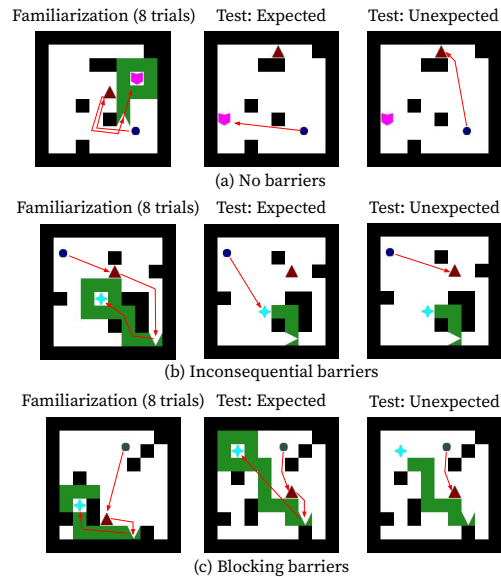 Familiarization (8 trials) Test: Expected Test: Unexpected
(a) No barriers
Familiarization (8 trials) Test: Expected Test: Unexpected
(b) Inconsequential barriers
Familiarization (8 trials) Test: Expected Test: Unexpected
(c) Blocking barriers